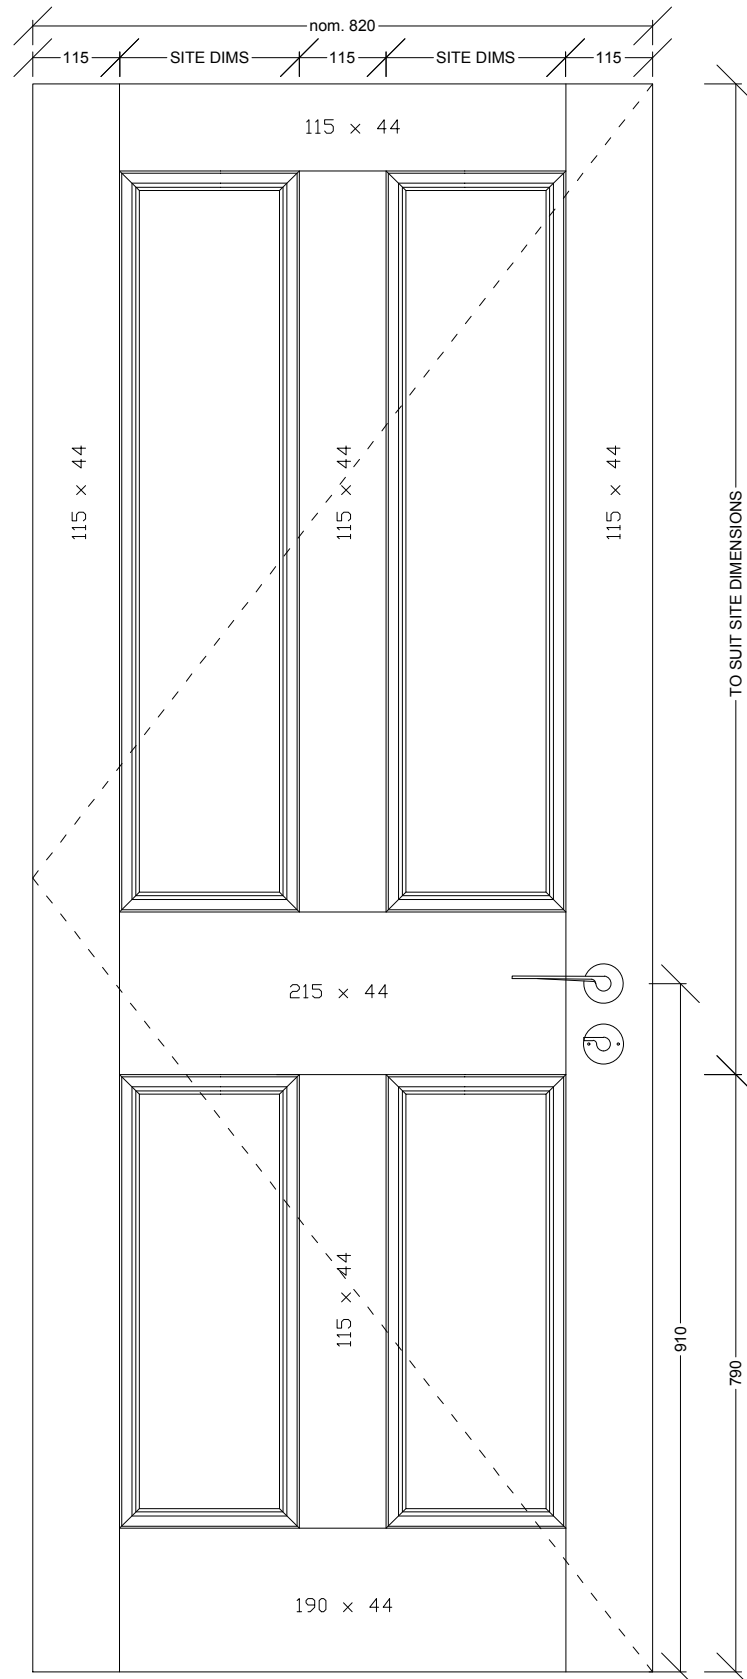 nom. 820
115 SITE DIMS 115 SITE DIMS 115
115 × 44
115 × 44
115 × 44
115 × 44
TO SUIT SITE DIMENSIONS
215 × 44
115 × 44
910
790
190 × 44